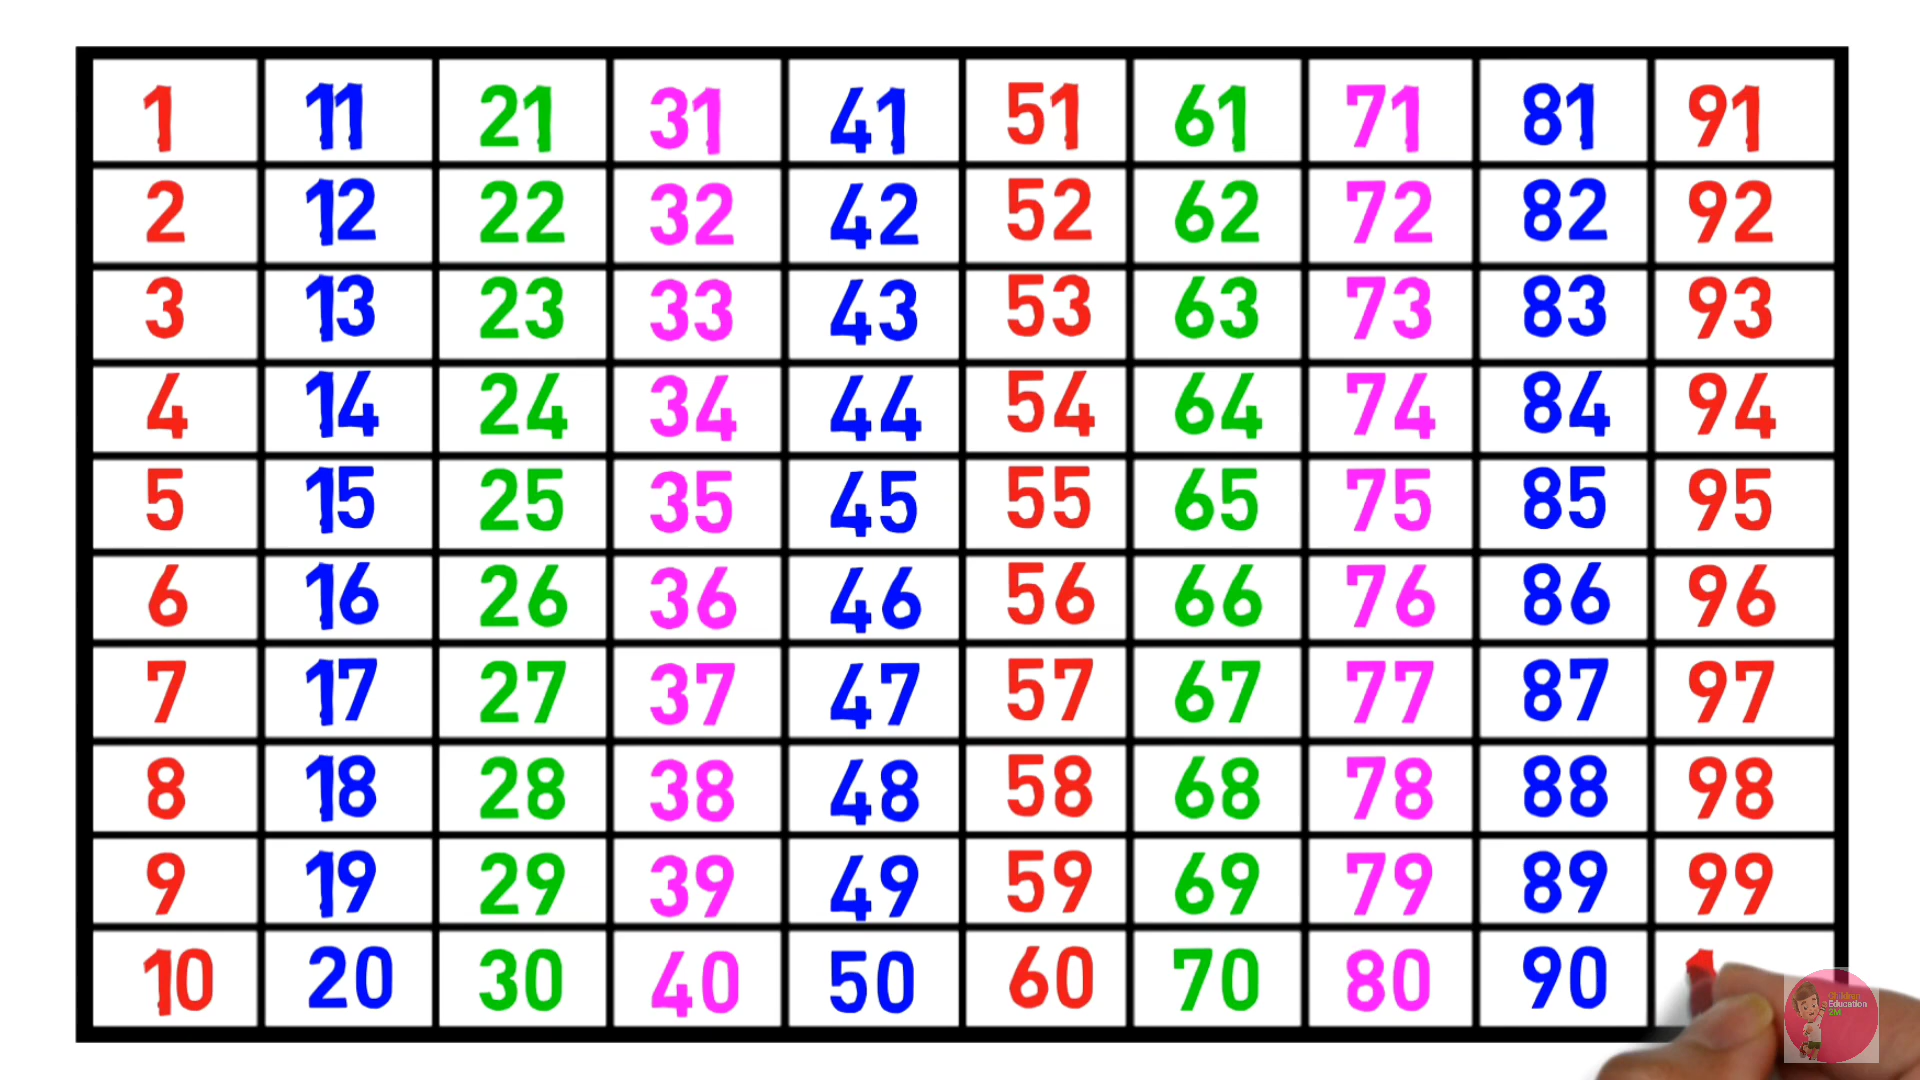 1 11 21 31 41 51 61 71 81 91
2 12 22 32 42 52 62 72 82 92
3 13 23 33 43 53 63 73 83 93
4 14 24 34 44 54 64 74 84 94
5 15 25 35 45 55 65 75 85 95
6 16 26 36 46 56 66 76 86 96
7 17 27 37 47 57 67 77 87 97
8 18 28 38 48 58 68 78 88 98
9 19 29 39 49 59 69 79 89 99
10 20 30 40 50 60 70 80 90 1
Children
Education
2M